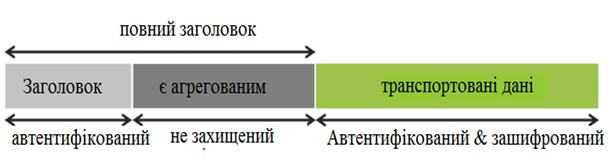 повний заголовок
Заголовок є агрегованим транспортовані дані
автентифікований не захищений Автентифікований & зашифрований